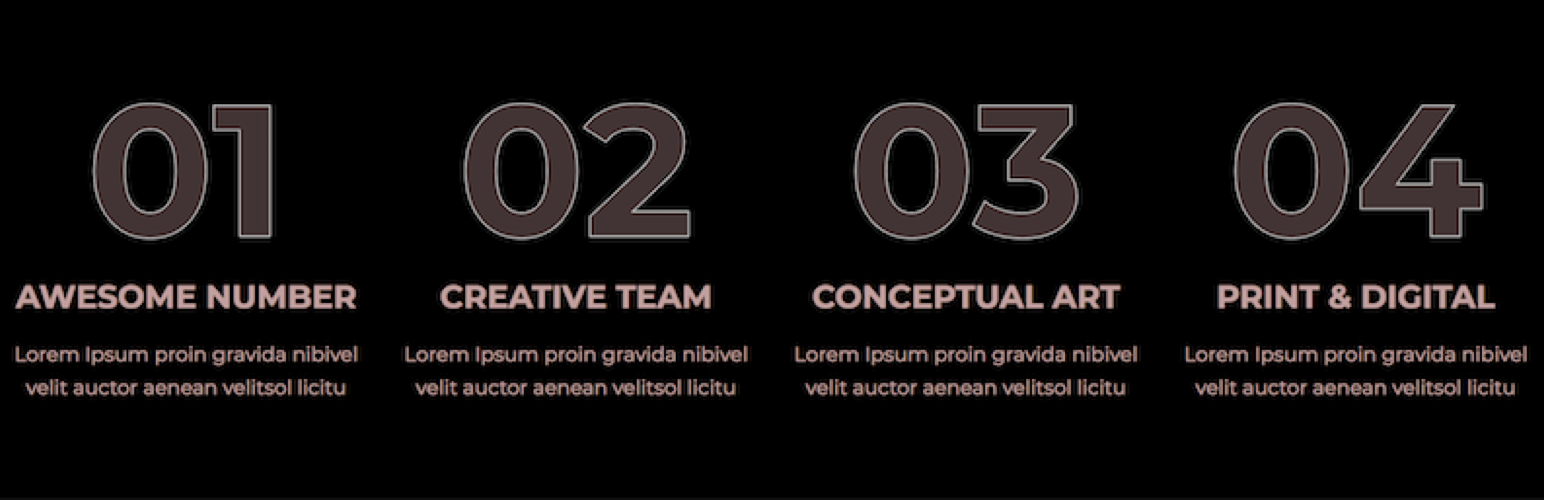 01
AWESOME NUMBER
Lorem Ipsum proin gravida nibivel
velit auctor aenean velitsol licitu
02
CREATIVE TEAM
Lorem Ipsum proin gravida nibivel
velit auctor aenean velitsol licitu
03
CONCEPTUAL ART
Lorem Ipsum proin gravida nibivel
velit auctor aenean velitsol licitu
04
PRINT & DIGITAL
Lorem Ipsum proin gravida nibivel
velit auctor aenean velitsol licitu